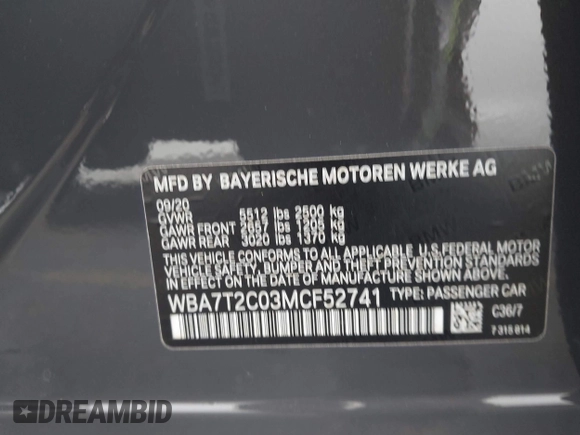 MFD BY BAYERISCHE MOTOREN WERKE AG
09/20
GVWR 5512 lbs 2500 kg
GAWR FRONT 2657 lbs 1205 kg
GAWR REAR 3020 lbs 1370 kg
THIS VEHICLE CONFORMS TO ALL APPLICABLE U.S. FEDERAL MOTOR
VEHICLE SAFETY, BUMPER AND THEFT PREVENTION STANDARDS IN
EFFECT ON THE DATE OF MANUFACTURE SHOWN ABOVE.
WBA7T2C03MCF52741 TYPE: PASSENGER CAR
C36/7
7 315 614
DREAMBID